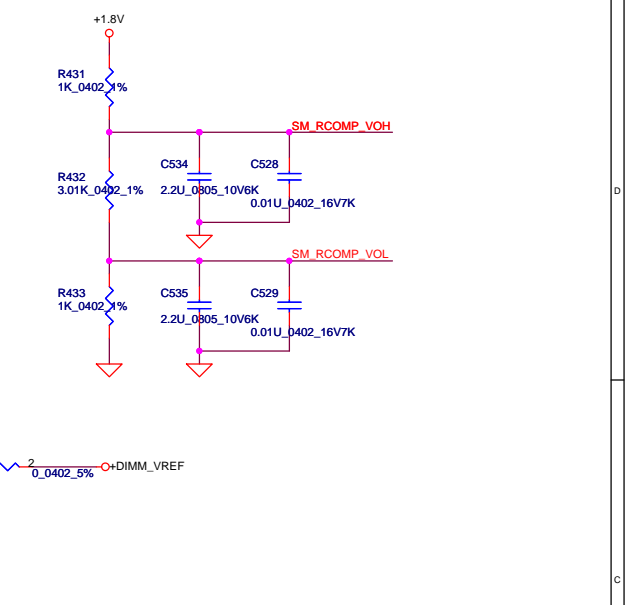 +1.8V
R431
1K_0402_1%
SM_RCOMP_VOH
R432
3.01K_0402_1%
C534
2.2U_0805_10V6K
C528
0.01U_0402_16V7K
D
SM_RCOMP_VOL
R433
1K_0402_1%
C535
2.2U_0805_10V6K
C529
0.01U_0402_16V7K
2
0_0402_5%
+DIMM_VREF
C